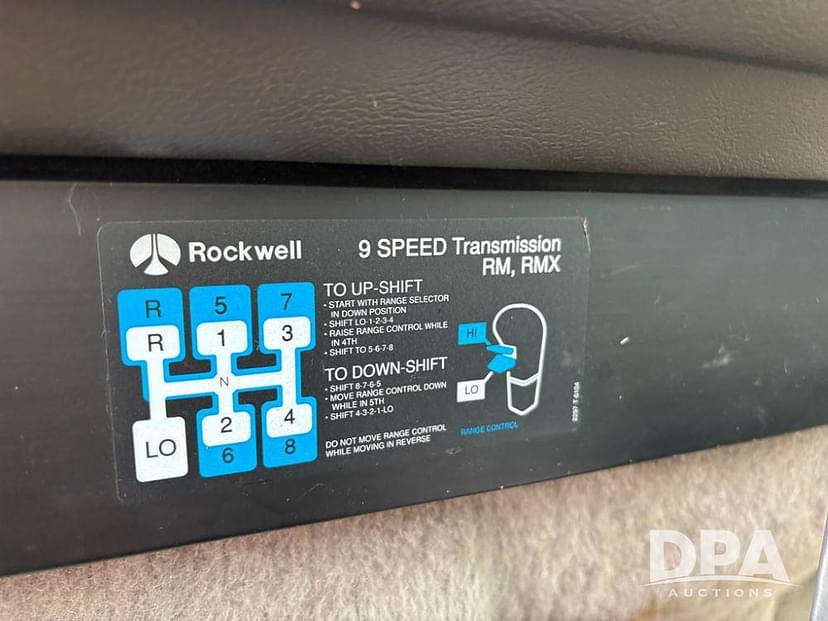 Rockwell
9 SPEED Transmission
RM, RMX
R 5 7
R 1 3
N
LO 2 4
6 8
TO UP-SHIFT
• START WITH RANGE SELECTOR
IN DOWN POSITION
• SHIFT LO-1-2-3-4
• RAISE RANGE CONTROL WHILE
IN 4TH
• SHIFT TO 5-6-7-8
TO DOWN-SHIFT
• SHIFT 8-7-6-5
• MOVE RANGE CONTROL DOWN
WHILE IN 5TH
• SHIFT 4-3-2-1-LO
DO NOT MOVE RANGE CONTROL
WHILE MOVING IN REVERSE
HI
LO
RANGE CONTROL
DPA
AUCTIONS